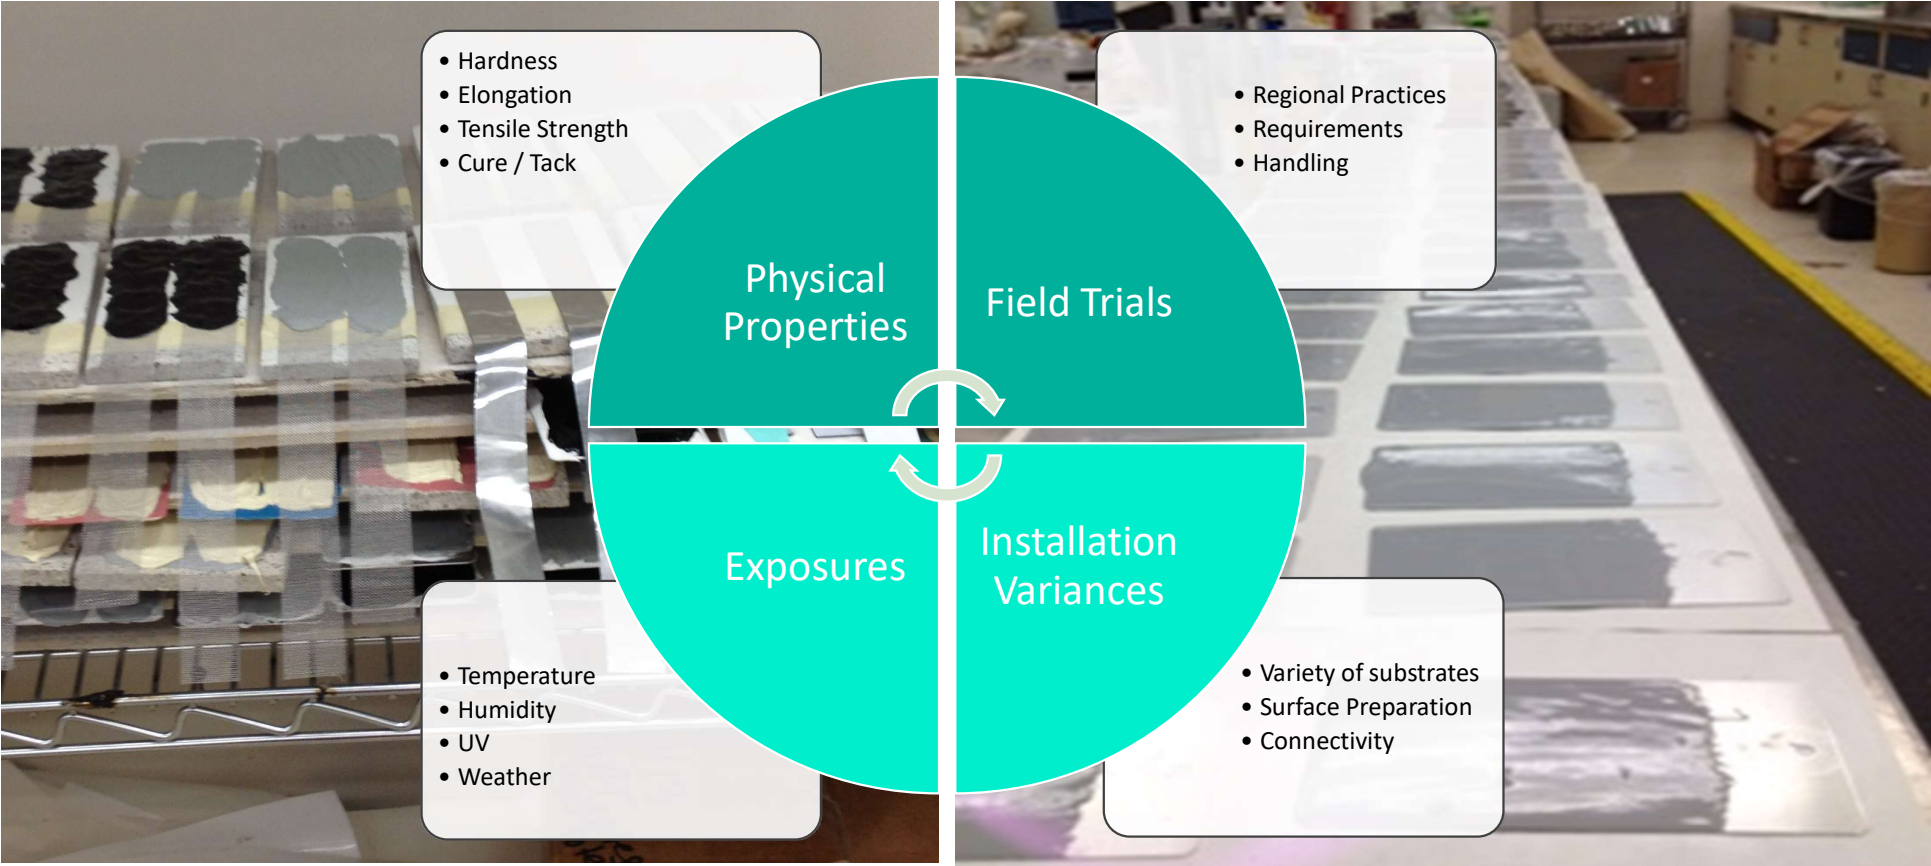 • Hardness
• Elongation
• Tensile Strength
• Cure / Tack
• Regional Practices
• Requirements
• Handling
Physical
Properties
Field Trials
Exposures
Installation
Variances
• Temperature
• Humidity
• UV
• Weather
• Variety of substrates
• Surface Preparation
• Connectivity